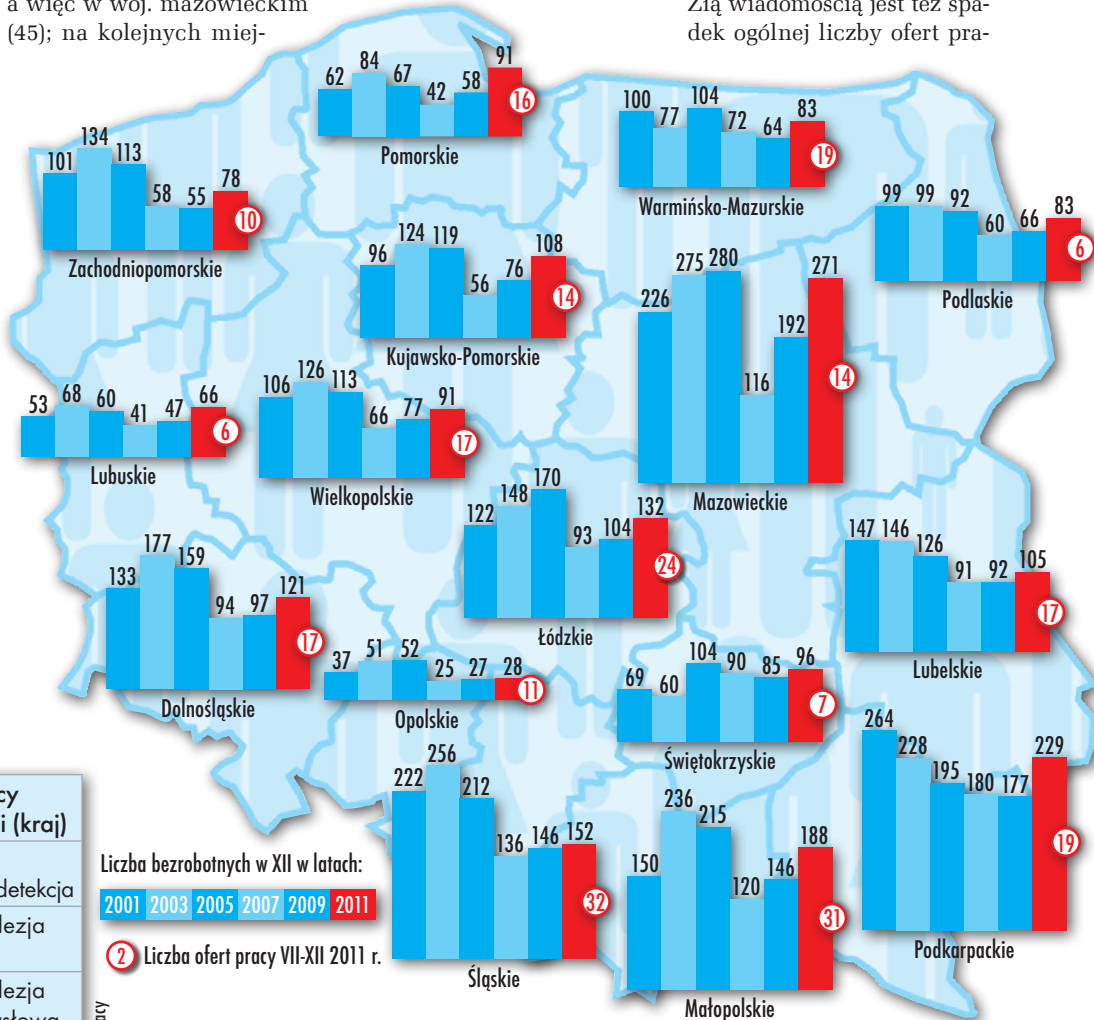 a więc w woj. mazowieckim
(45); na kolejnych miej-
Złą wiadomością jest też spa-
dek ogólnej liczby ofert pra-
62 84 67 42 58 91
16
Pomorskie
100 77 104 72 64 83
19
Warmińsko-Mazurskie
101 134 113 58 55 78
10
Zachodniopomorskie
99 99 92 60 66 83
6
Podlaskie
96 124 119 56 76 108
14
Kujawsko-Pomorskie
226 275 280 116 192 271
14
Mazowieckie
53 68 60 41 47 66
6
Lubuskie
106 126 113 66 77 91
17
Wielkopolskie
122 148 170 93 104 132
24
Łódzkie
147 146 126 91 92 105
17
Lubelskie
133 177 159 94 97 121
17
Dolnośląskie
37 51 52 25 27 28
11
Opolskie
69 60 104 90 85 96
7
Świętokrzyskie
264 228 195 180 177 229
19
Podkarpackie
222 256 212 136 146 152
32
Śląskie
150 236 215 120 146 188
31
Małopolskie
Liczba bezrobotnych w XII w latach:
2001 2003 2005 2007 2009 2011
2 Liczba ofert pracy VII-XII 2011 r.
cy
i (kraj)
detekcja
lezja
lezja
acy